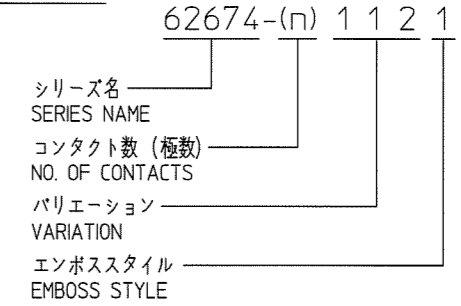 62674-(n) 1 1 2 1
シリーズ名
SERIES NAME
コンタクト数 (極数)
NO. OF CONTACTS
バリエーション
VARIATION
エンボススタイル
EMBOSS STYLE